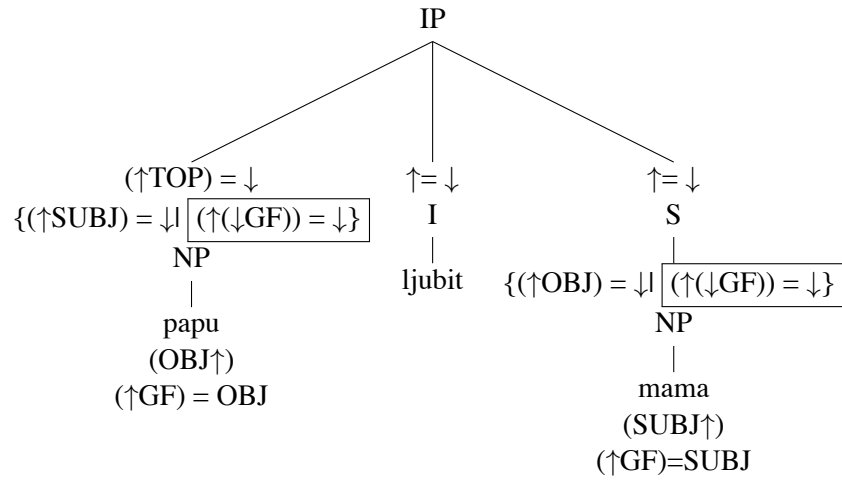 IP
(↑TOP) = ↓
{(↑SUBJ) = ↓| (↑(↓GF)) = ↓}
NP
papu
(OBJ↑)
(↑GF) = OBJ
↑= ↓
I
ljubit
↑= ↓
S
{(↑OBJ) = ↓| (↑(↓GF)) = ↓}
NP
mama
(SUBJ↑)
(↑GF)=SUBJ